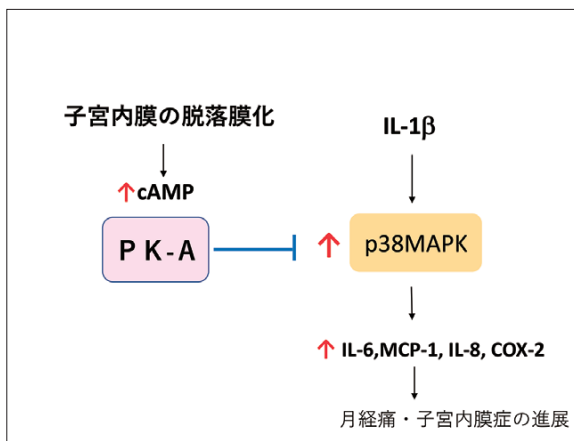 子宮内膜の脱落膜化
↑cAMP
PK-A
IL-1β
↑ p38MAPK
↑ IL-6,MCP-1, IL-8, COX-2
月経痛・子宮内膜症の進展